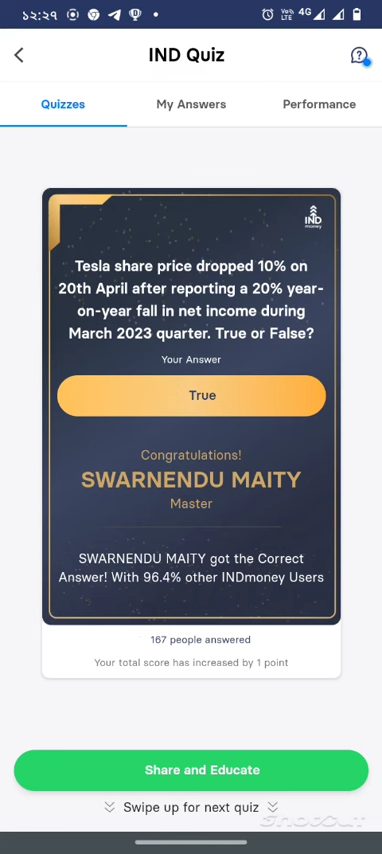 ১২:২৭
VoD LTE 4G
IND Quiz
Quizzes My Answers Performance
IND
money
Tesla share price dropped 10% on
20th April after reporting a 20% year-
on-year fall in net income during
March 2023 quarter. True or False?
Your Answer
True
Congratulations!
SWARNENDU MAITY
Master
SWARNENDU MAITY got the Correct
Answer! With 96.4% other INDmoney Users
167 people answered
Your total score has increased by 1 point
Share and Educate
Swipe up for next quiz